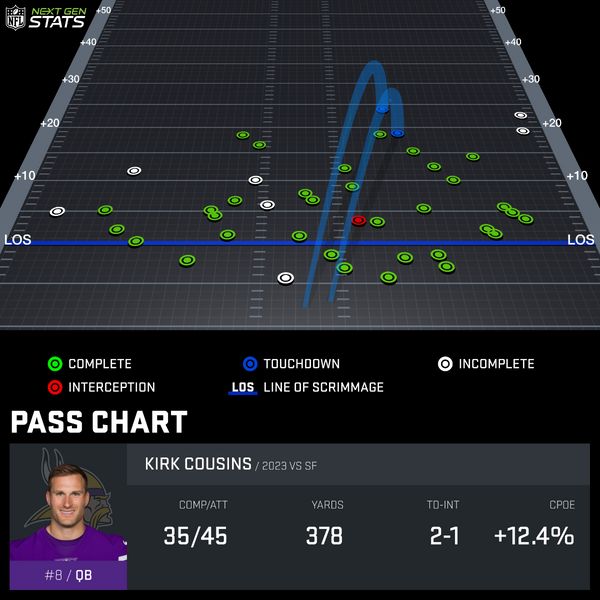 NFL NEXT GEN STATS
+50 +50
+40 +40
+30 +30
+20 +20
+10 +10
LOS LOS
COMPLETE TOUCHDOWN INCOMPLETE
INTERCEPTION LOS LINE OF SCRIMMAGE
PASS CHART
KIRK COUSINS / 2023 VS SF
COMP/ATT YARDS TD-INT CPOE
35/45 378 2-1 +12.4%
#8 / QB